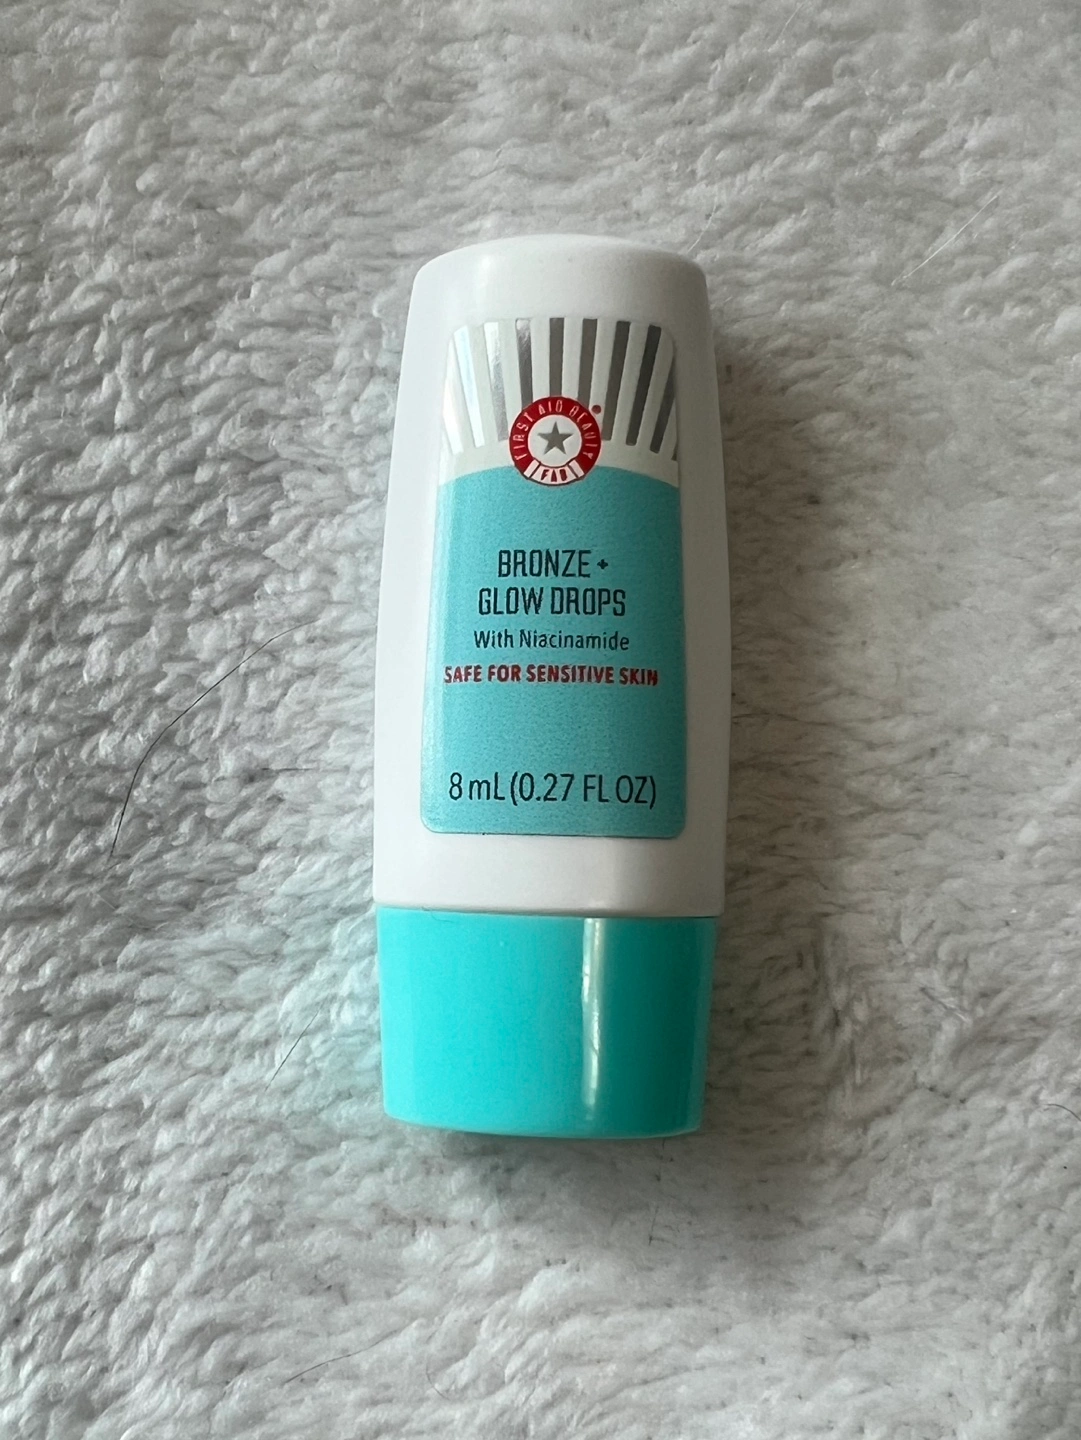 FIRST AID BEAUTY
FAB
BRONZE +
GLOW DROPS
With Niacinamide
SAFE FOR SENSITIVE SKIN
8 mL (0.27 FL OZ)